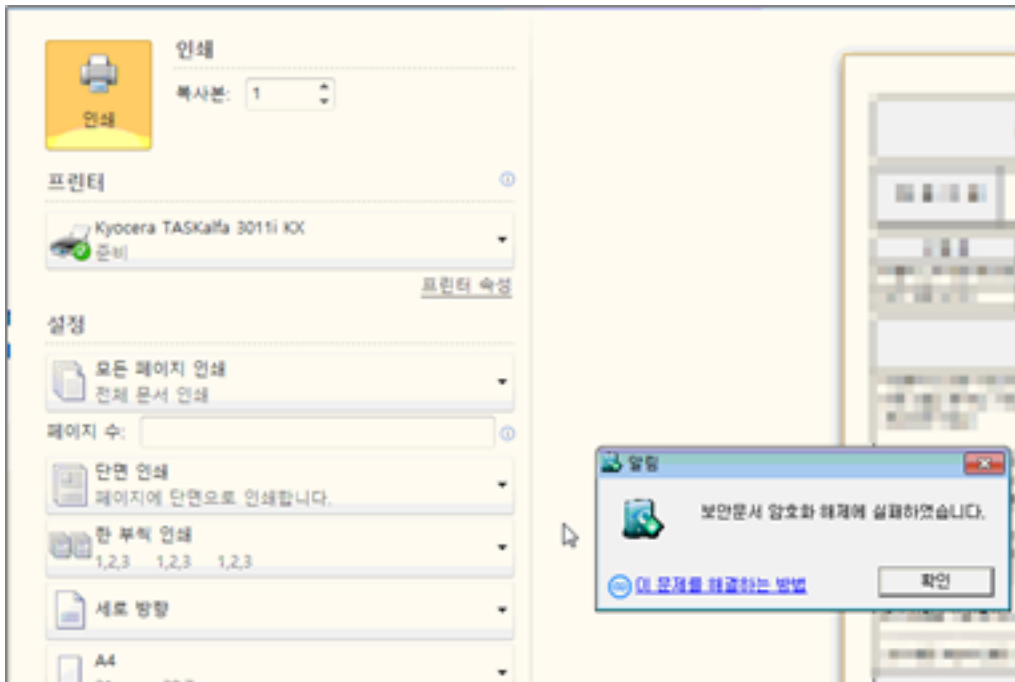 인쇄
복사본: 1
인쇄
프린터
Kyocera TASKalfa 3011i KX
준비
프린터 속성
설정
모든 페이지 인쇄
전체 문서 인쇄
페이지 수:
단면 인쇄
페이지에 단면으로 인쇄합니다.
한 부씩 인쇄
1,2,3 1,2,3 1,2,3
세로 방향
A4
알림
보안문서 암호화 해제에 실패하였습니다.
이 문제를 해결하는 방법
확인